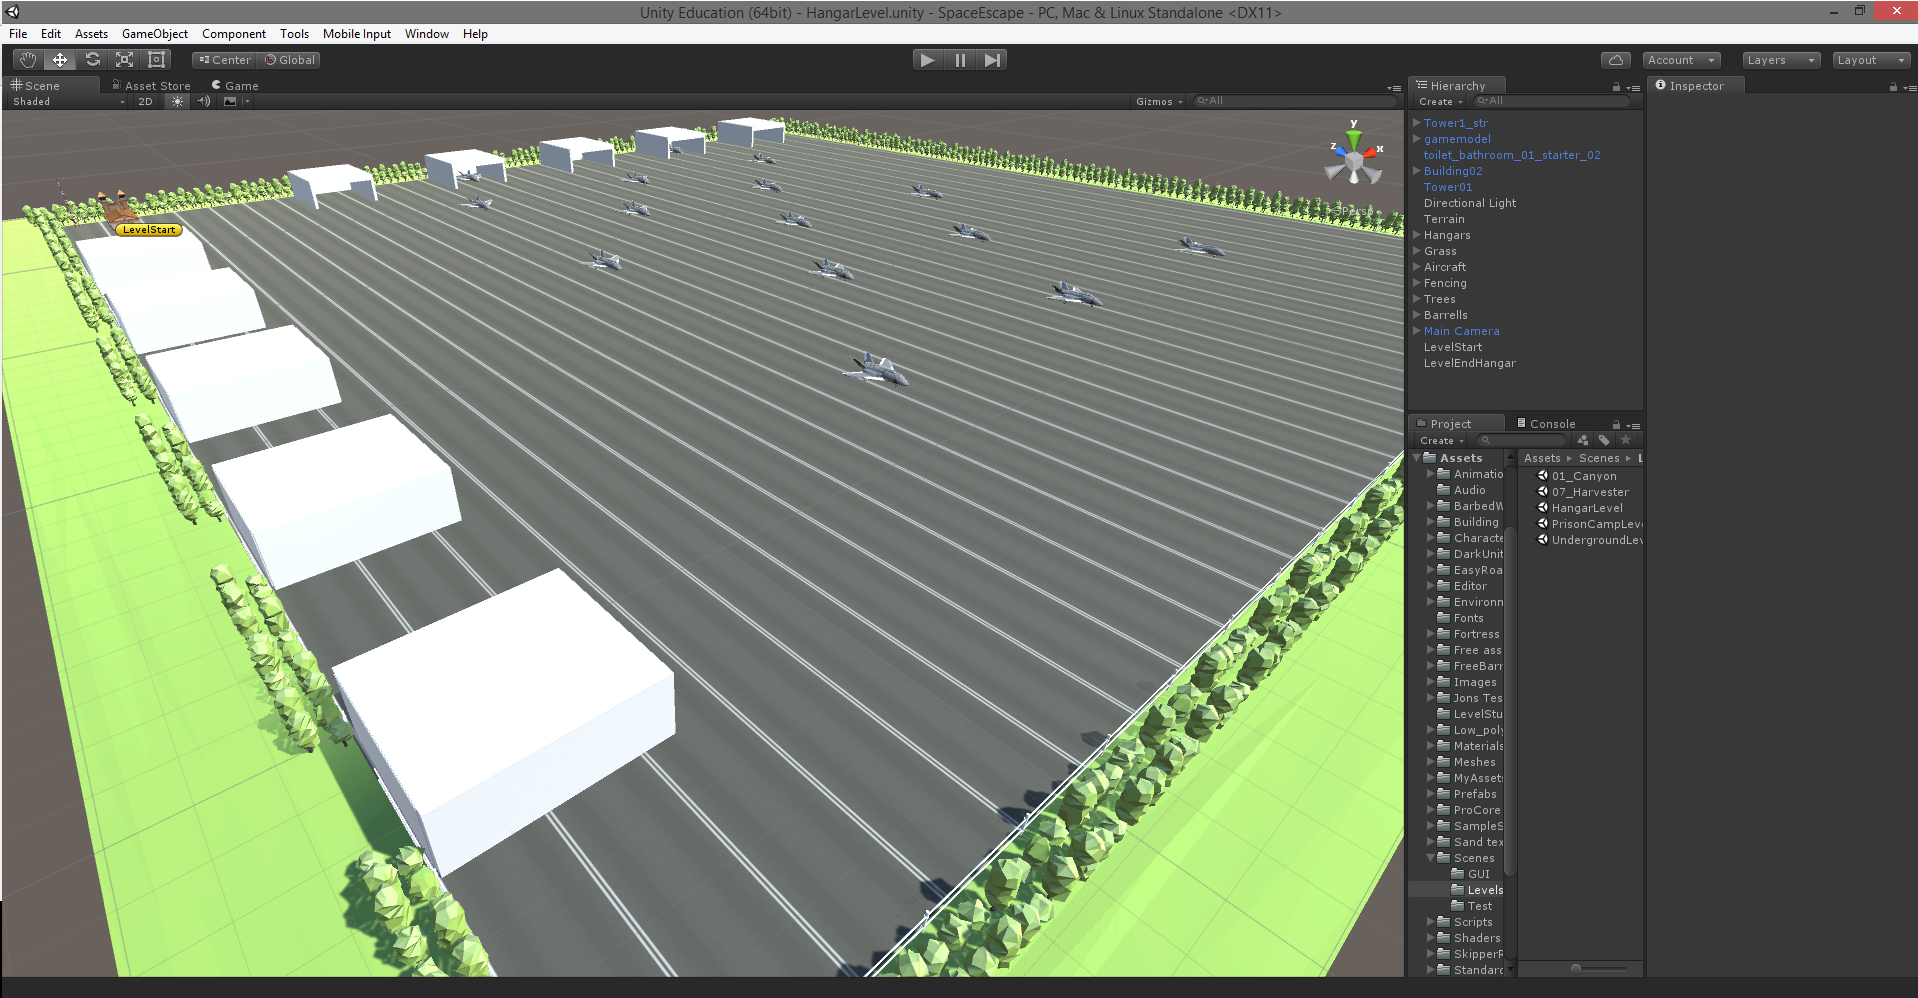 Unity Education (64bit) - HangarLevel.unity - SpaceEscape - PC, Mac & Linux Standalone <DX11>
File Edit Assets GameObject Component Tools Mobile Input Window Help
Center Global Account Layers Layout
Scene Asset Store Game
Shaded 2D Gizmos All
y
z x
Persp
LevelStart
Hierarchy
Create All
Tower1_str
gamemodel
toilet_bathroom_01_starter_02
Building02
Tower01
Directional Light
Terrain
Hangars
Grass
Aircraft
Fencing
Trees
Barrells
Main Camera
LevelStart
LevelEndHangar
Project Console
Create
Assets
Animatio
Audio
BarbedW
Building
Characte
DarkUnit
EasyRoa
Editor
Environm
Fonts
Fortress
Free ass
FreeBarr
Images
Jons Tes
LevelStu
Low_poly
Materials
Meshes
MyAsset
Prefabs
ProCore
SampleS
Sand tex
Scenes
GUI
Levels
Test
Scripts
Shaders
SkipperR
Standard
Assets Scenes L
01_Canyon
07_Harvester
HangarLevel
PrisonCampLeve
UndergroundLev
Inspector